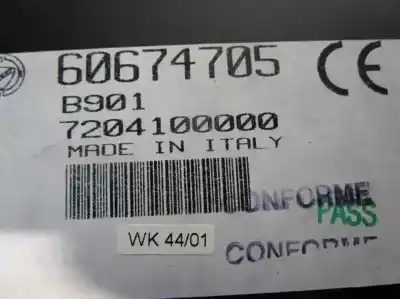 60674705
CE
B901
7204100000
MADE IN ITALY
CONFORME
PASS
WK 44/01
CONFORME